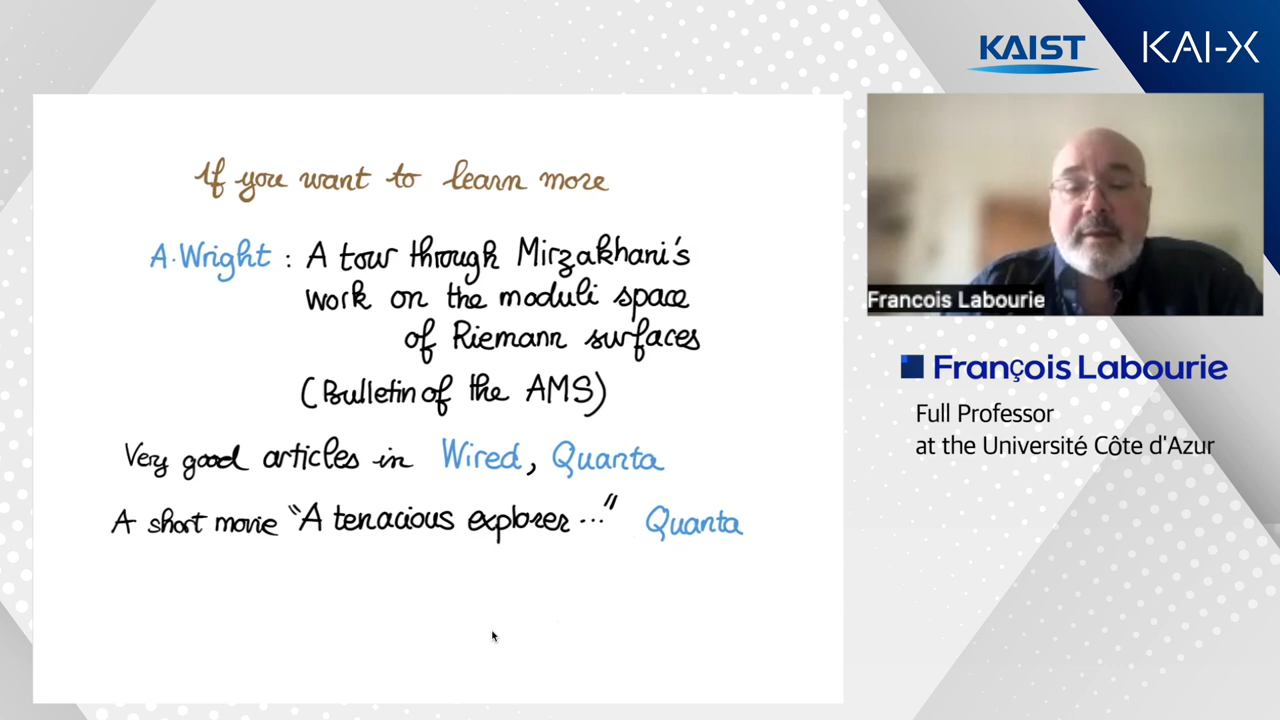 KAIST
KAI-X
If you want to learn more
A. Wright : A tour through Mirzakhani's
work on the moduli space
of Riemann surfaces
(Bulletin of the AMS)
Very good articles in Wired, Quanta
A short movie "A tenacious explorer ..." Quanta
Francois Labourie
François Labourie
Full Professor
at the Université Côte d'Azur